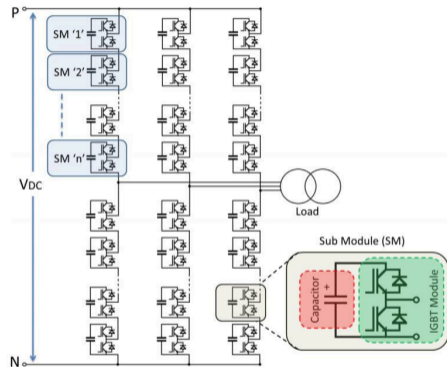 P
SM '1'
SM '2'
SM 'n'
VDC
Load
Sub Module (SM)
Capacitor
+
IGBT Module
N